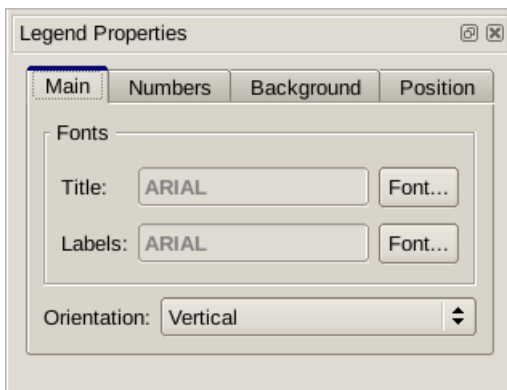 Legend Properties
Main Numbers Background Position
Fonts
Title: ARIAL Font...
Labels: ARIAL Font...
Orientation: Vertical